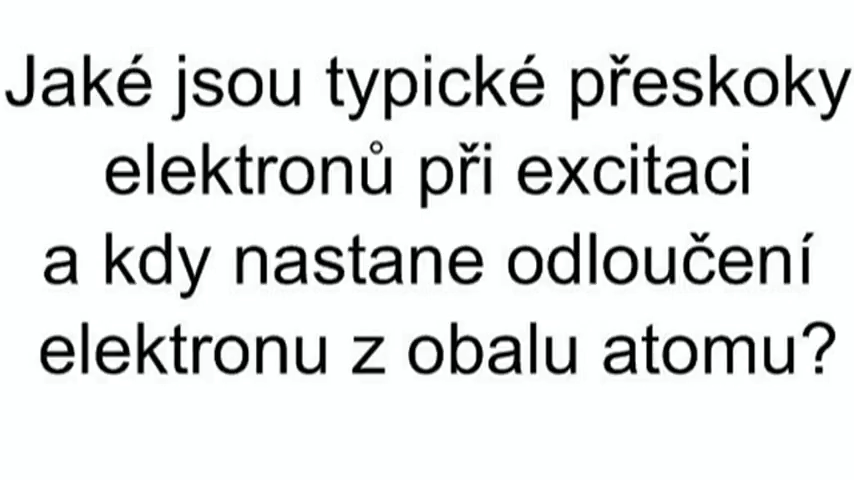 Jaké jsou typické přeskoky
elektronů při excitaci
a kdy nastane odloučení
elektronu z obalu atomu?